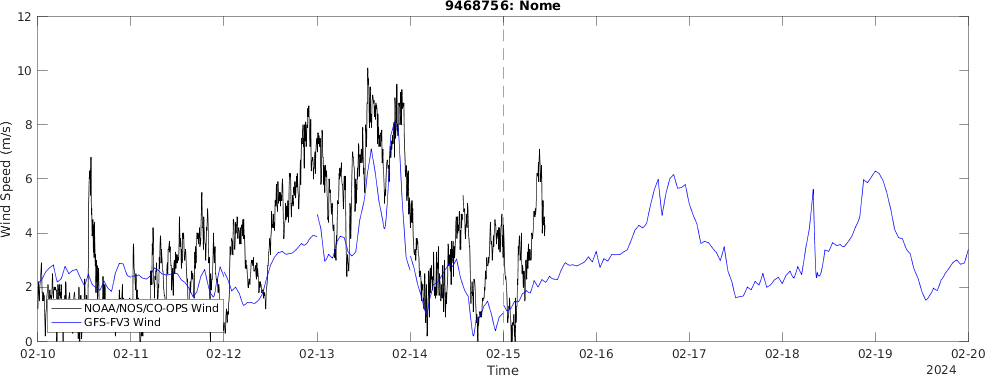 9468756: Nome
12
10
8
6
4
2
0
Wind Speed (m/s)
NOAA/NOS/CO-OPS Wind
GFS-FV3 Wind
02-10 02-11 02-12 02-13 02-14 02-15 02-16 02-17 02-18 02-19 02-20
Time
2024